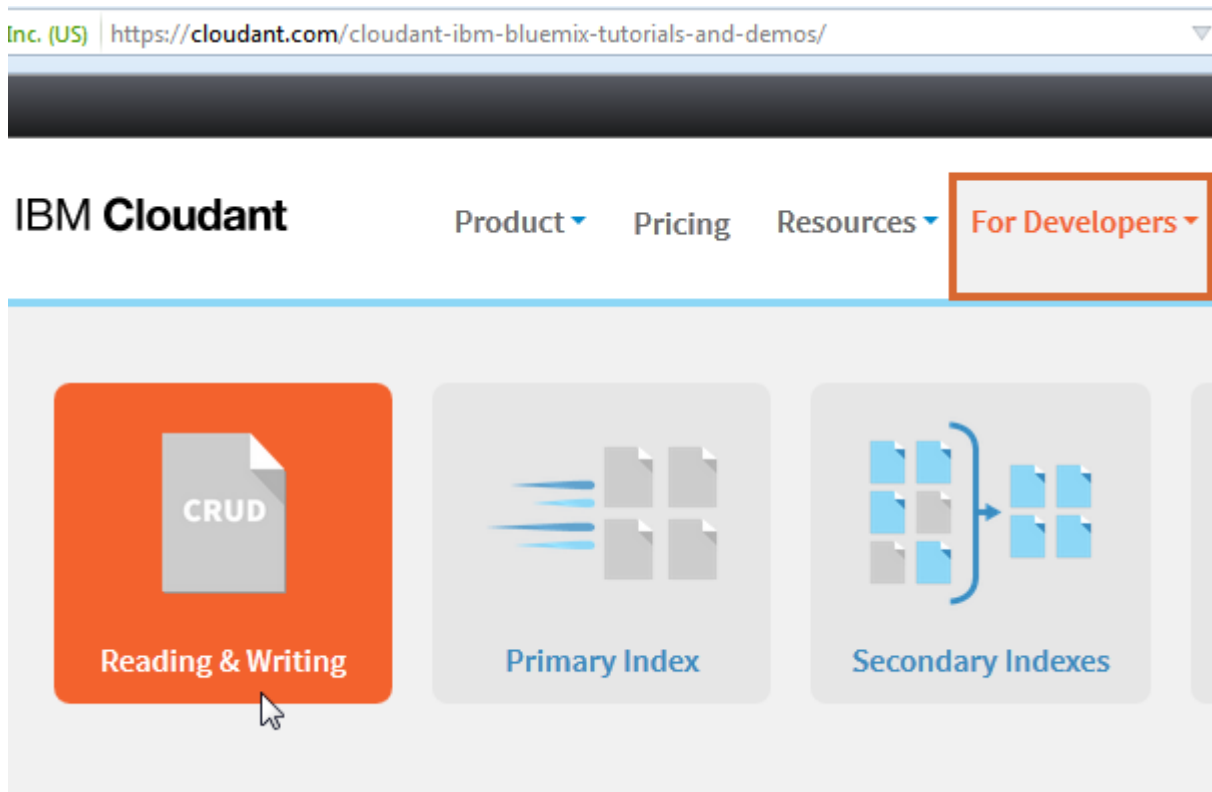 Inc. (US) https://cloudant.com/cloudant-ibm-bluemix-tutorials-and-demos/
IBM Cloudant Product Pricing Resources For Developers
CRUD
Reading & Writing Primary Index Secondary Indexes